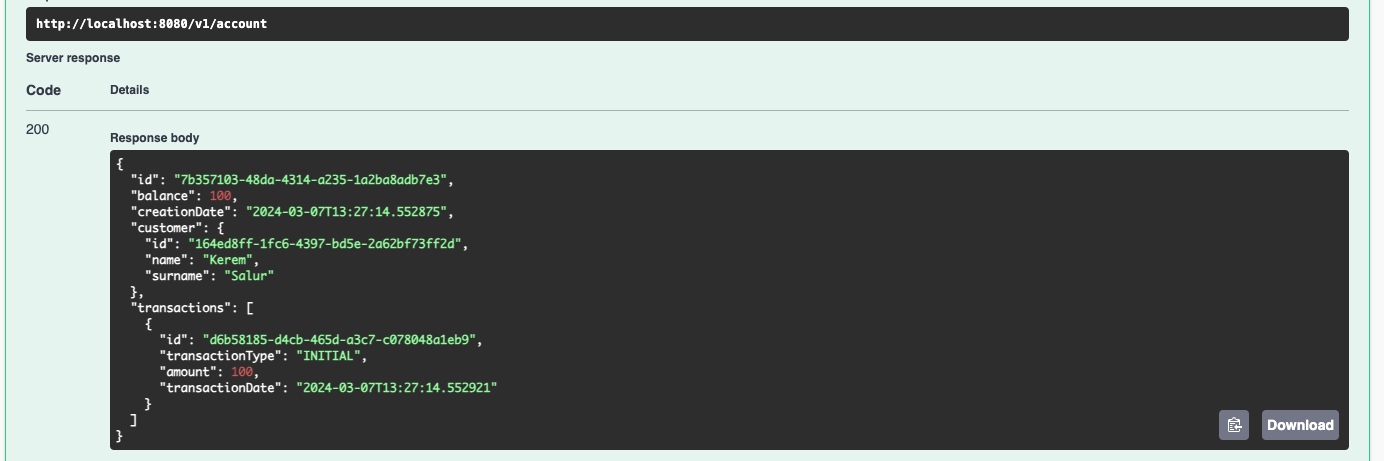 http://localhost:8080/v1/account
Server response
Code Details
200
Response body
{
  "id": "7b357103-48da-4314-a235-1a2ba8adb7e3",
  "balance": 100,
  "creationDate": "2024-03-07T13:27:14.552875",
  "customer": {
    "id": "164ed8ff-1fc6-4397-bd5e-2a62bf73ff2d",
    "name": "Kerem",
    "surname": "Salur"
  },
  "transactions": [
    {
      "id": "d6b58185-d4cb-465d-a3c7-c078048a1eb9",
      "transactionType": "INITIAL",
      "amount": 100,
      "transactionDate": "2024-03-07T13:27:14.552921"
    }
  ]
}
Download